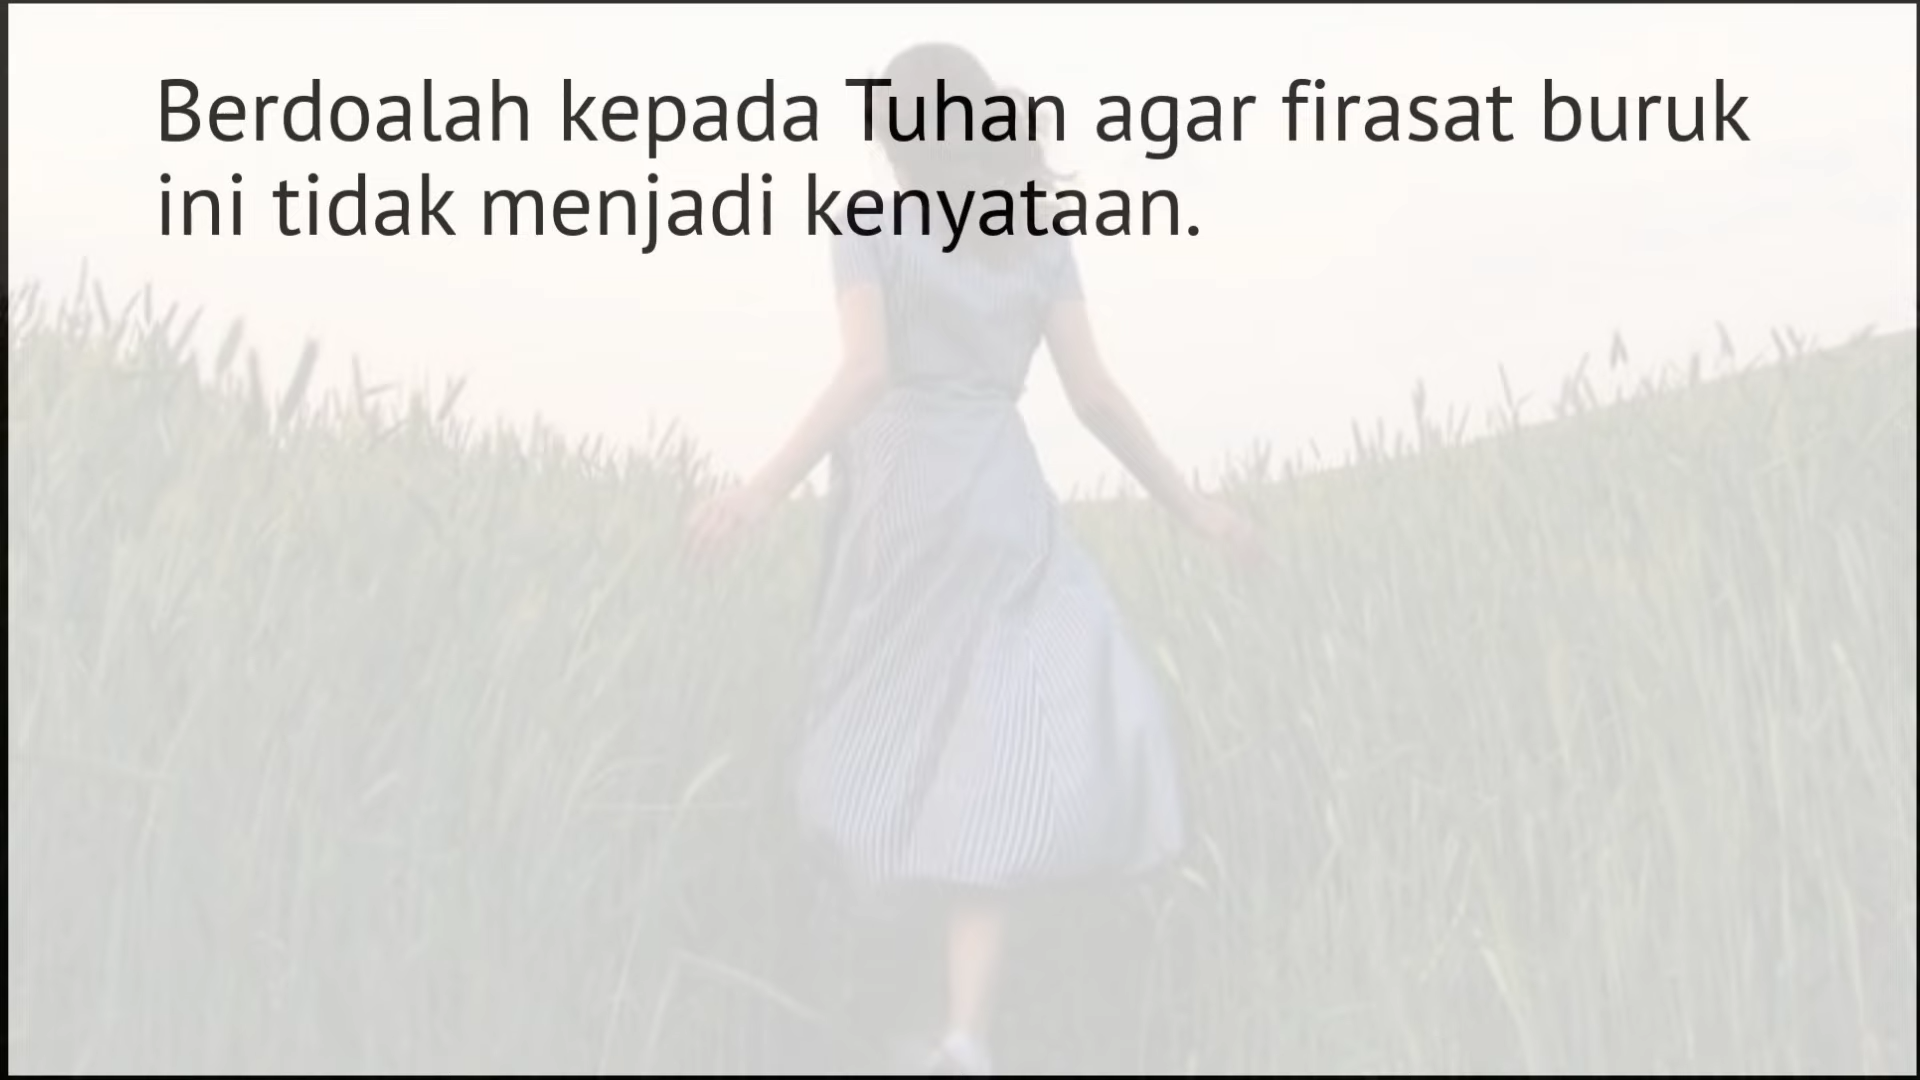 Berdoalah kepada Tuhan agar firasat buruk
ini tidak menjadi kenyataan.